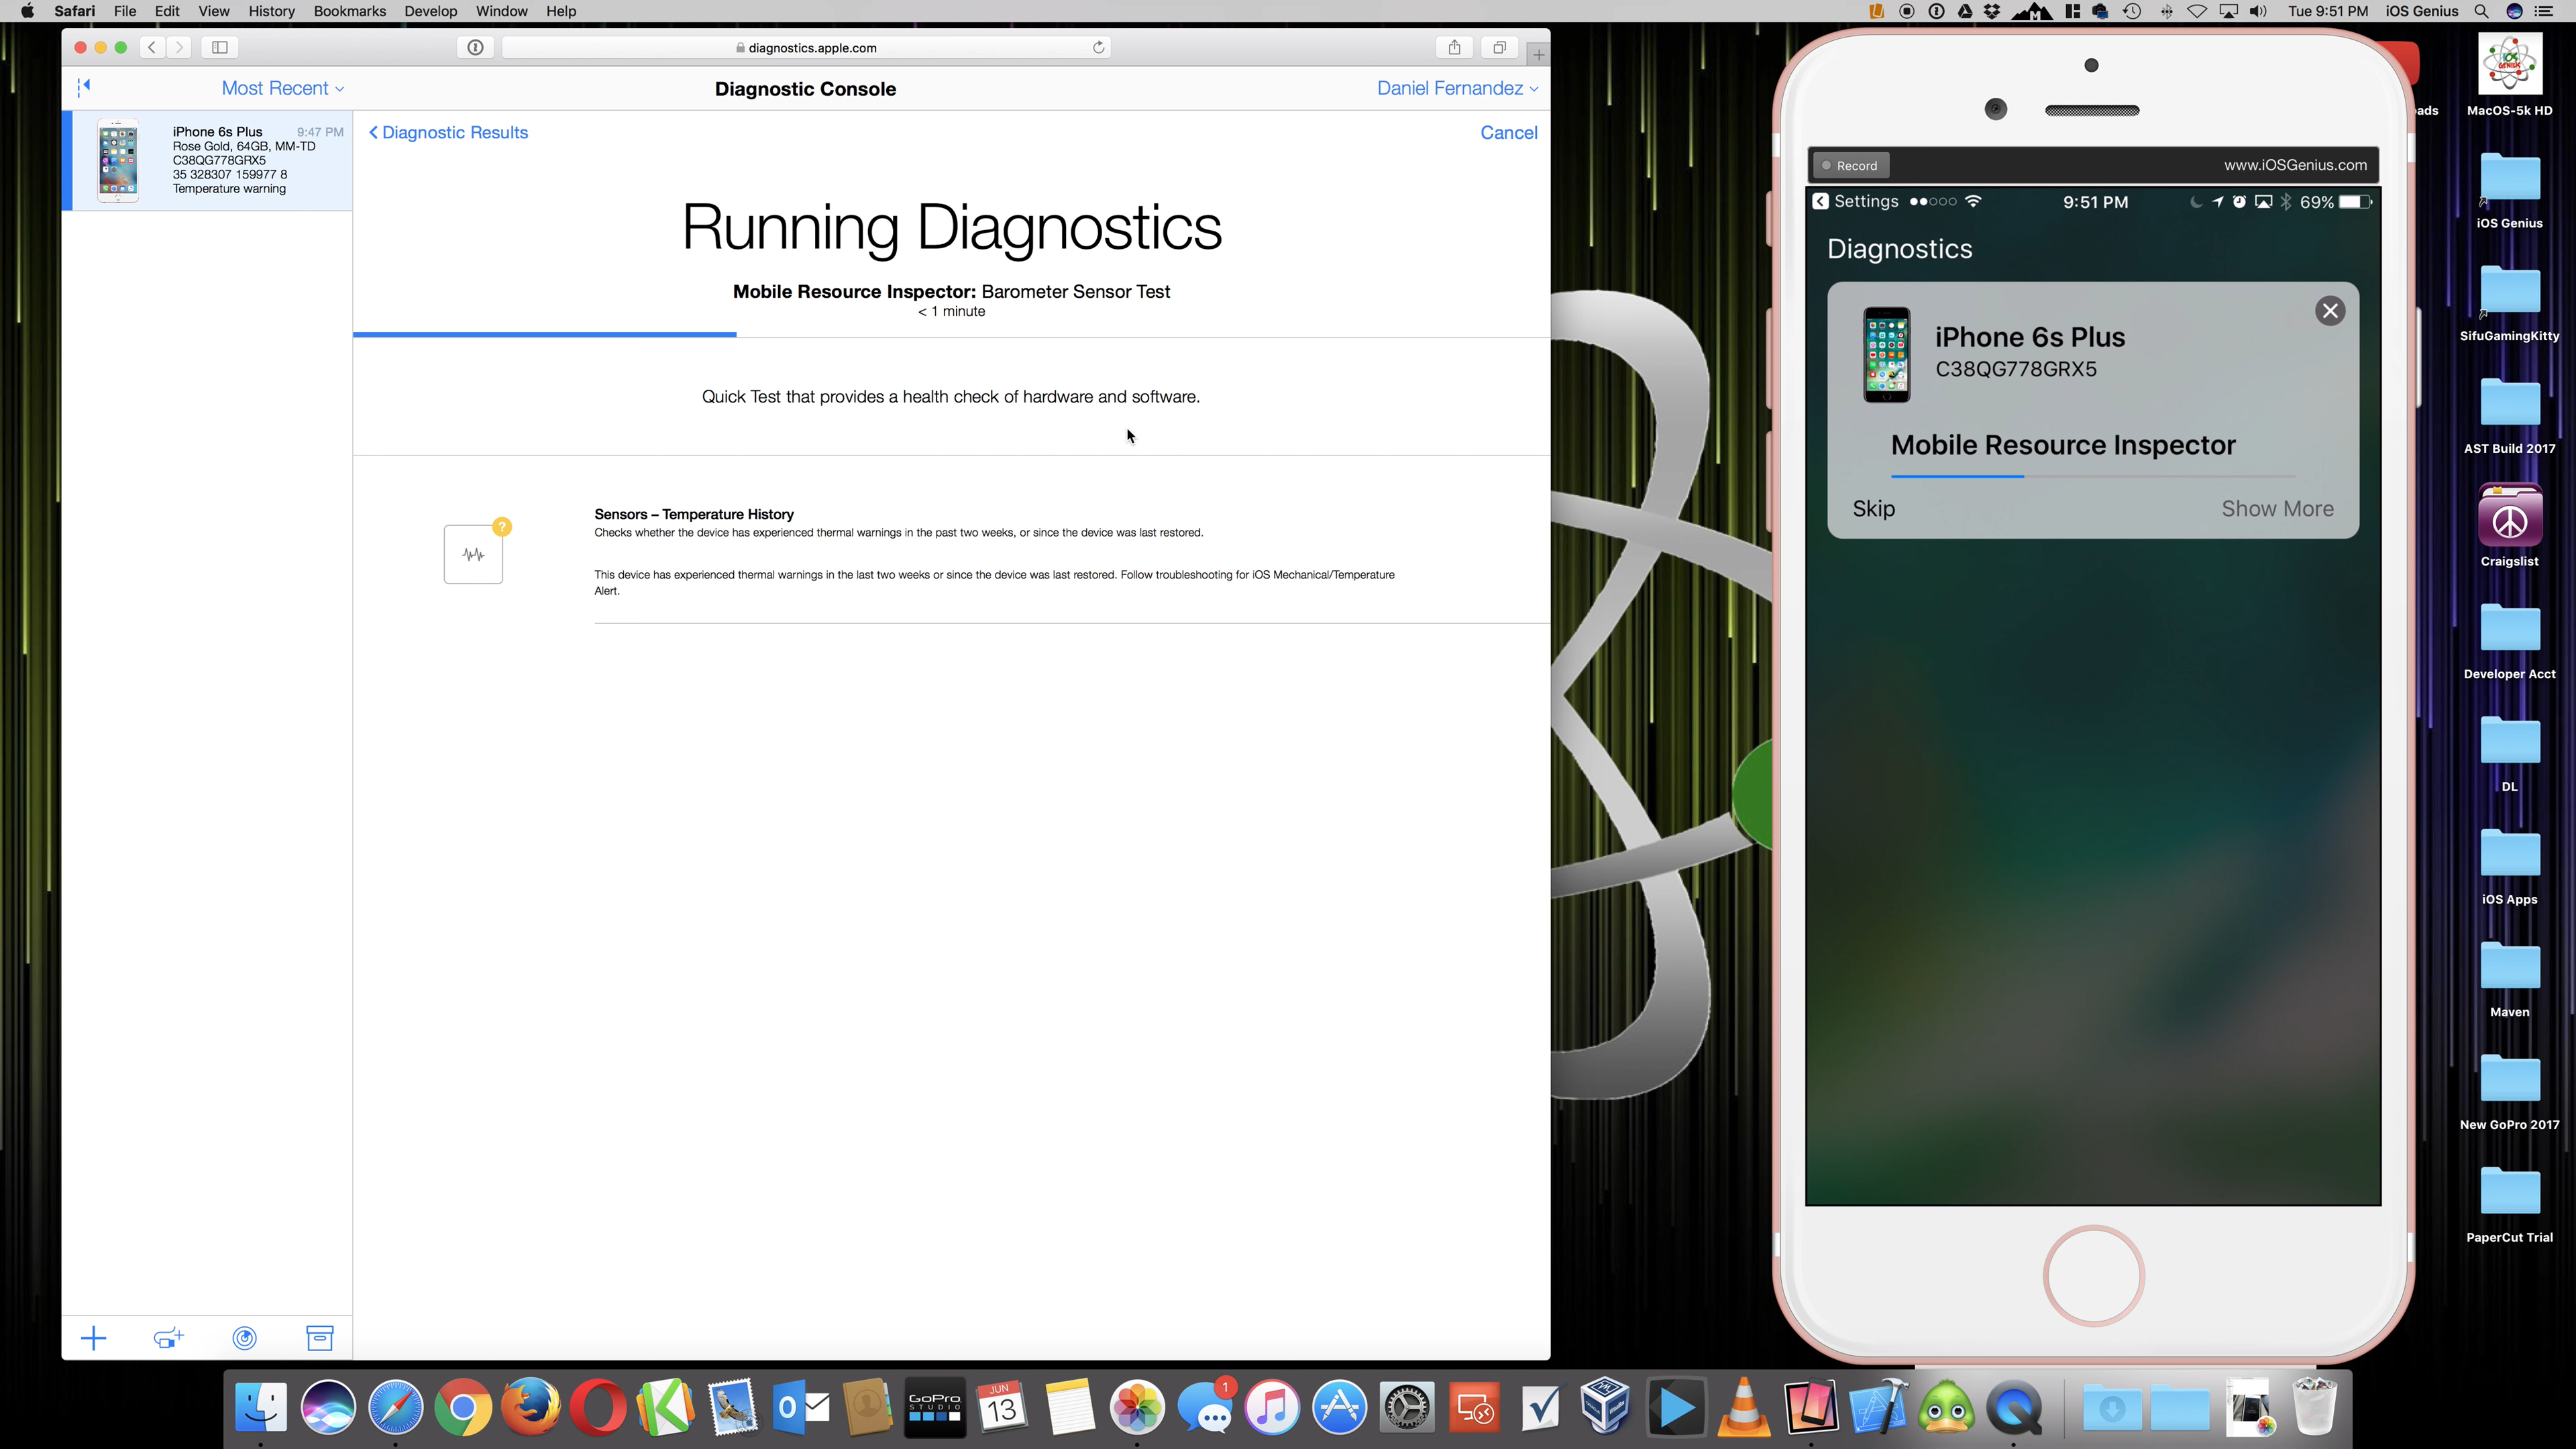 Safari File Edit View History Bookmarks Develop Window Help
Tue 9:51 PM iOS Genius
diagnostics.apple.com
Most Recent
Diagnostic Console
Daniel Fernandez
iPhone 6s Plus 9:47 PM
Rose Gold, 64GB, MM-TD
C38QG778GRX5
35 328307 159977 8
Temperature warning
Diagnostic Results
Cancel
Running Diagnostics
Mobile Resource Inspector: Barometer Sensor Test
< 1 minute
Quick Test that provides a health check of hardware and software.
?
Sensors – Temperature History
Checks whether the device has experienced thermal warnings in the past two weeks, or since the device was last restored.
This device has experienced thermal warnings in the last two weeks or since the device was last restored. Follow troubleshooting for iOS Mechanical/Temperature
Alert.
Record
www.iOSGenius.com
Settings 9:51 PM 69%
Diagnostics
iPhone 6s Plus
C38QG778GRX5
Mobile Resource Inspector
Skip
Show More
MacOS-5k HD
ads
iOS Genius
SifuGamingKitty
AST Build 2017
Craigslist
Developer Acct
DL
iOS Apps
Maven
New GoPro 2017
PaperCut Trial
GoPro
STUDIO
JUN
13
1